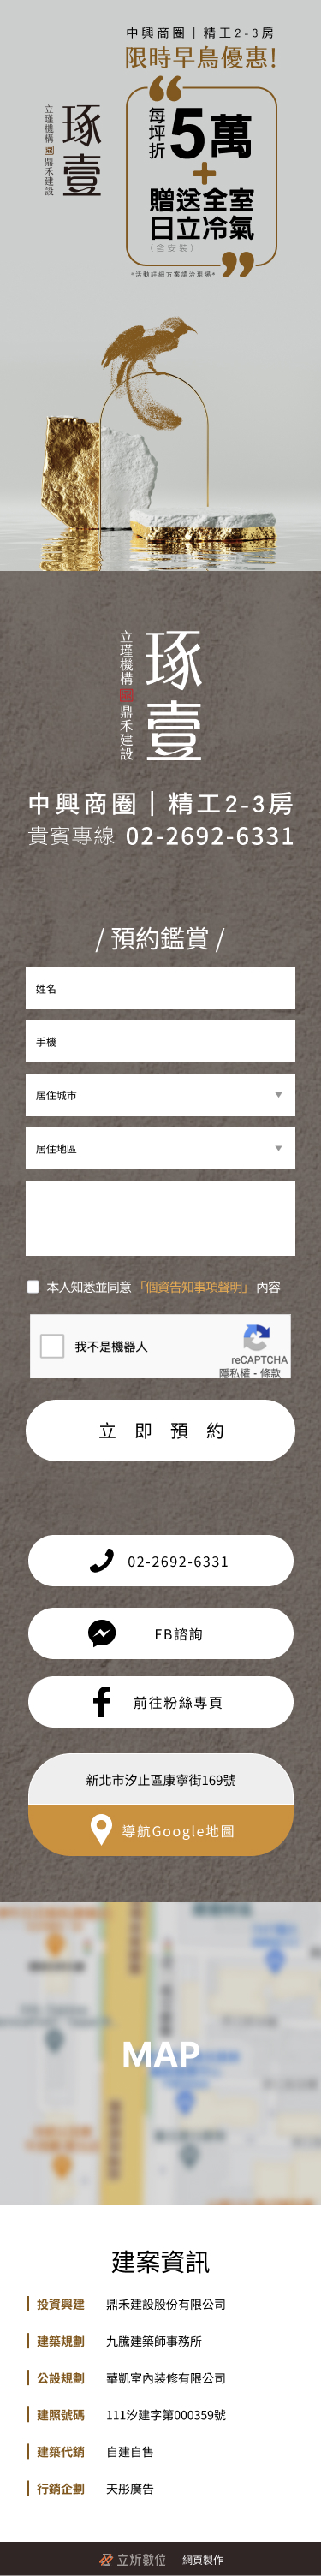 中興商圈｜精工2-3房
限時早鳥優惠!
琢壹
立瑾機構
鼎禾建設
每坪折
5萬
+
贈送全室
日立冷氣
(含安裝)
*活動詳細方案請洽現場*
琢壹
立瑾機構
鼎禾建設
中興商圈｜精工2-3房
貴賓專線 02-2692-6331
/ 預約鑑賞 /
姓名
手機
居住城市
居住地區
本人知悉並同意「個資告知事項聲明」內容
我不是機器人
reCAPTCHA
隱私權 - 條款
立即預約
02-2692-6331
FB諮詢
前往粉絲專頁
新北市汐止區康寧街169號
導航Google地圖
MAP
建案資訊
投資興建 鼎禾建設股份有限公司
建築規劃 九騰建築師事務所
公設規劃 華凱室內裝修有限公司
建照號碼 111汐建字第000359號
建築代銷 自建自售
行銷企劃 天彤廣告
立炘數位 網頁製作